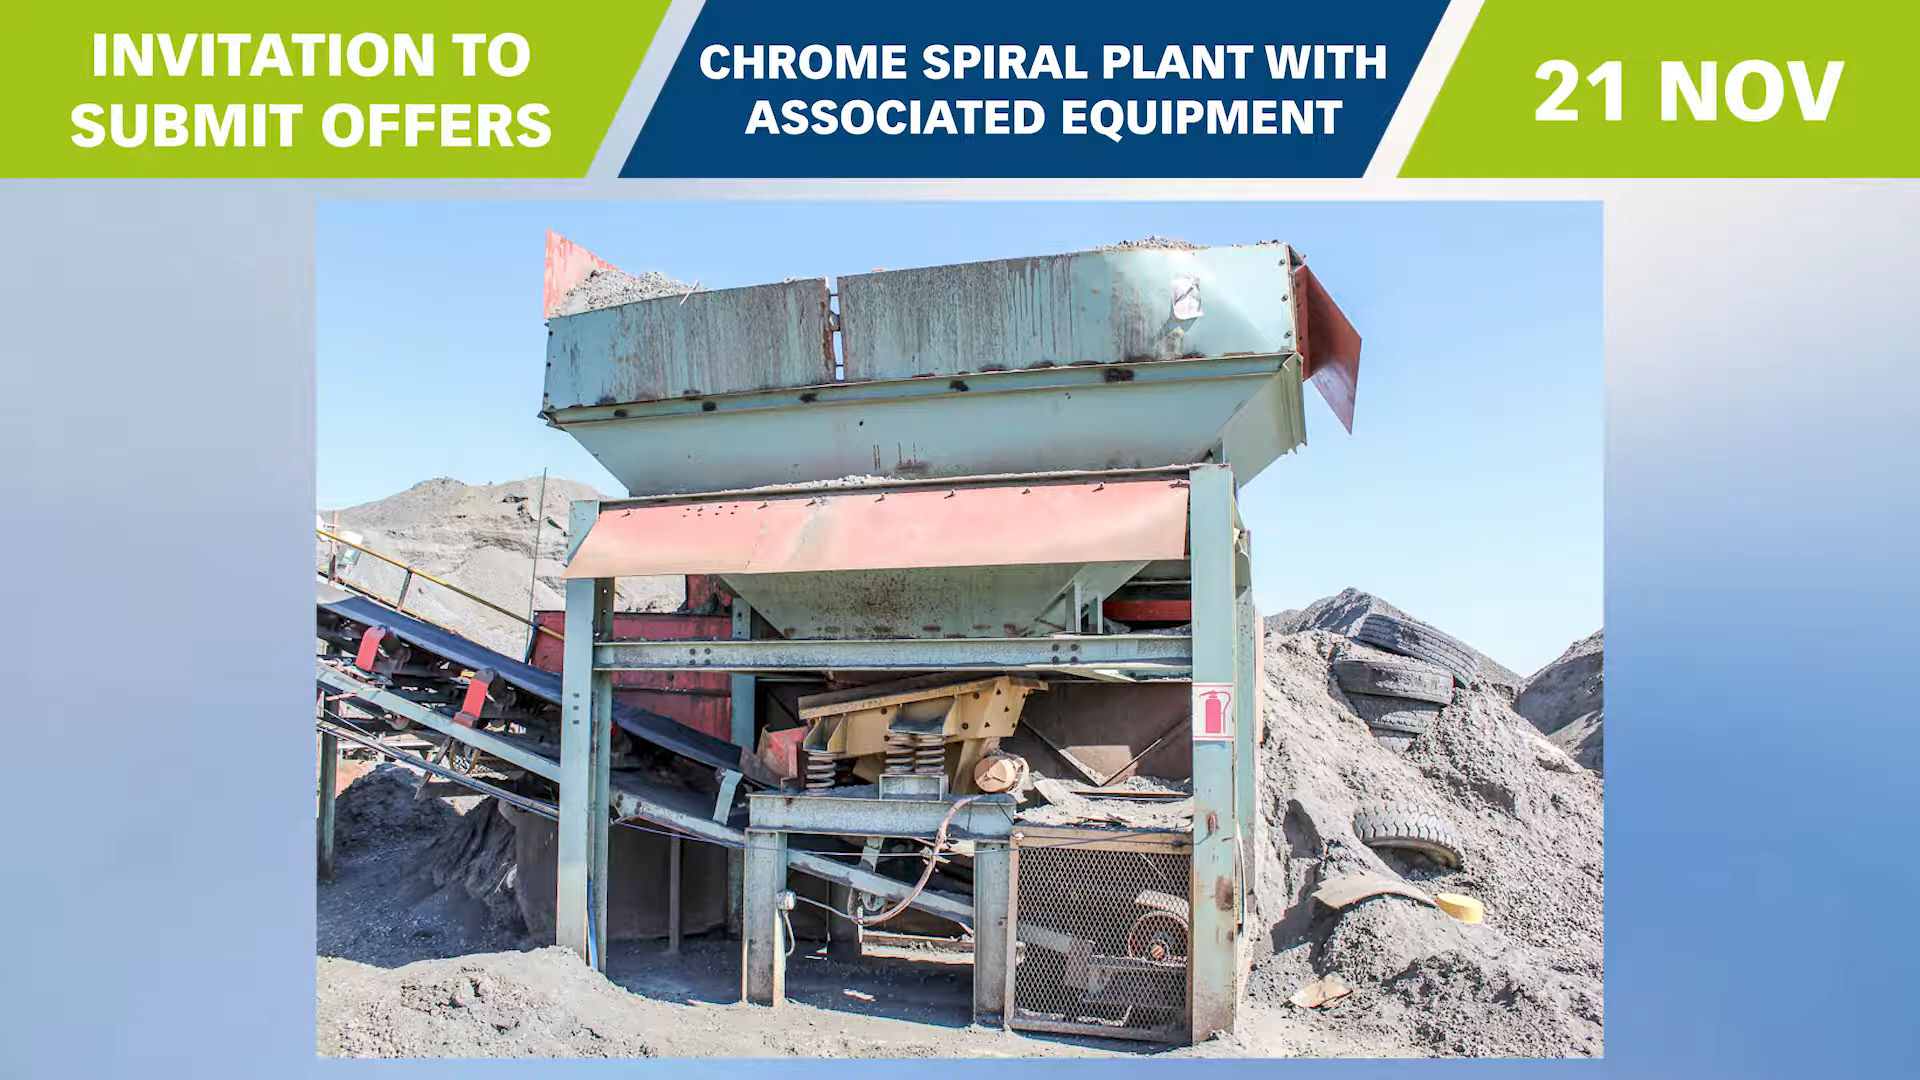 INVITATION TO
SUBMIT OFFERS
CHROME SPIRAL PLANT WITH
ASSOCIATED EQUIPMENT
21 NOV